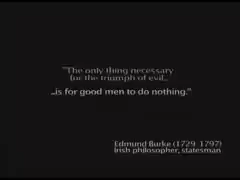 "The only thing necessary
for the triumph of evil...
...is for good men to do nothing."
Edmund Burke (1729-1797)
Irish philosopher, statesman